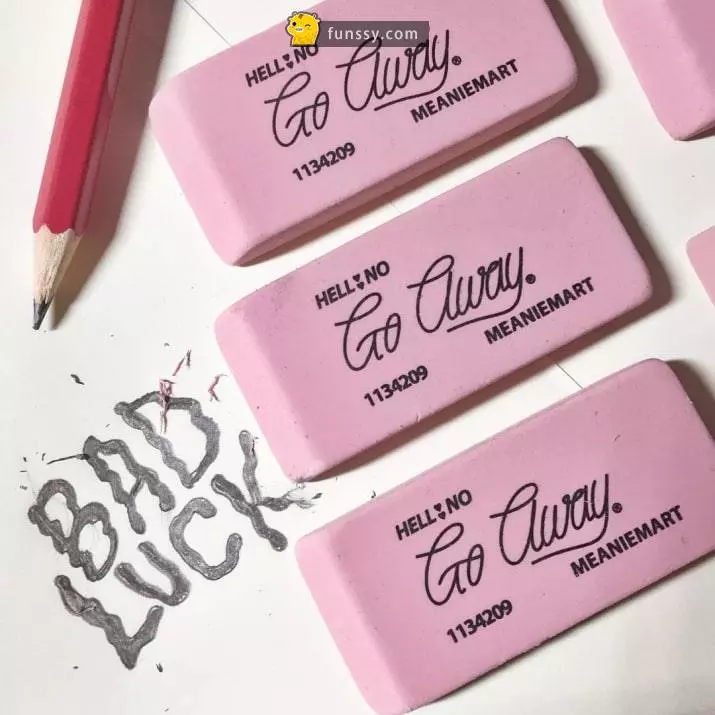 funssy.com
HELL NO
Go Away®
MEANIEMART
1134209
HELL NO
Go Away®
MEANIEMART
1134209
HELL NO
Go Away®
MEANIEMART
1134209
BAD
LUCK